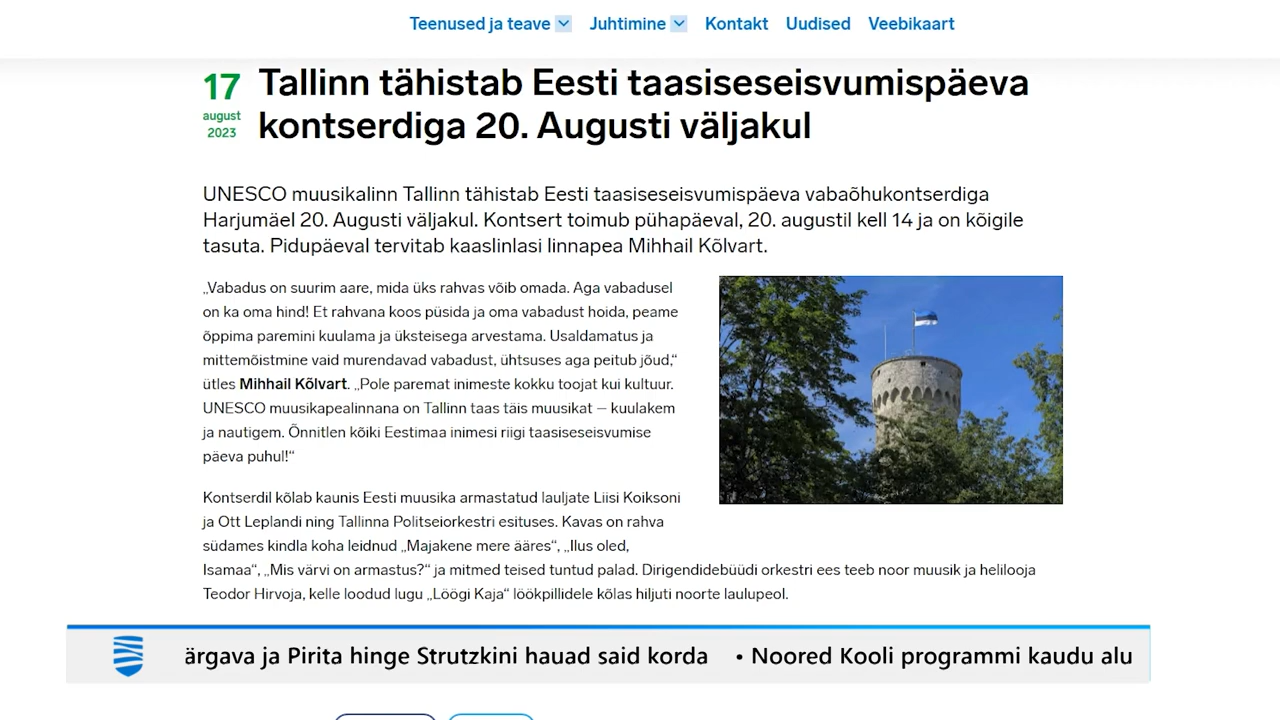 Teenused ja teave Juhtimine Kontakt Uudised Veebikaart
17
august
2023
Tallinn tähistab Eesti taasiseseisvumispäeva
kontserdiga 20. Augusti väljakul
UNESCO muusikalinn Tallinn tähistab Eesti taasiseseisvumispäeva vabaõhukontserdiga
Harjumäel 20. Augusti väljakul. Kontsert toimub pühapäeval, 20. augustil kell 14 ja on kõigile
tasuta. Pidupäeval tervitab kaaslinlasi linnapea Mihhail Kõlvart.
„Vabadus on suurim aare, mida üks rahvas võib omada. Aga vabadusel
on ka oma hind! Et rahvana koos püsida ja oma vabadust hoida, peame
õppima paremini kuulama ja üksteisega arvestama. Usaldamatus ja
mittemõistmine vaid murendavad vabadust, ühtsuses aga peitub jõud,“
ütles Mihhail Kõlvart. „Pole paremat inimeste kokku toojat kui kultuur.
UNESCO muusikapealinnana on Tallinn taas täis muusikat – kuulakem
ja nautigem. Õnnitlen kõiki Eestimaa inimesi riigi taasiseseisvumise
päeva puhul!“
Kontserdil kõlab kaunis Eesti muusika armastatud lauljate Liisi Koiksoni
ja Ott Leplandi ning Tallinna Politseiorkestri esituses. Kavas on rahva
südames kindla koha leidnud „Majakene mere ääres“, „Ilus oled,
Isamaa“, „Mis värvi on armastus?“ ja mitmed teised tuntud palad. Dirigendidebüüdi orkestri ees teeb noor muusik ja helilooja
Teodor Hirvoja, kelle loodud lugu „Löögi Kaja“ löökpillidele kõlas hiljuti noorte laulupeol.
ärgava ja Pirita hinge Strutzkini hauad said korda • Noored Kooli programmi kaudu alu